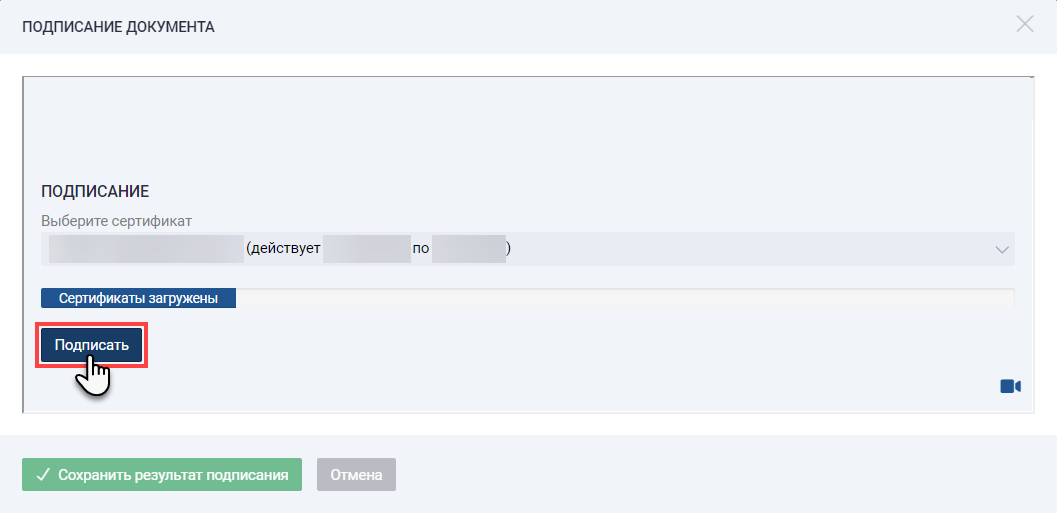 ПОДПИСАНИЕ ДОКУМЕНТА
ПОДПИСАНИЕ
Выберите сертификат
(действует по )
Сертификаты загружены
Подписать
Сохранить результат подписания
Отмена